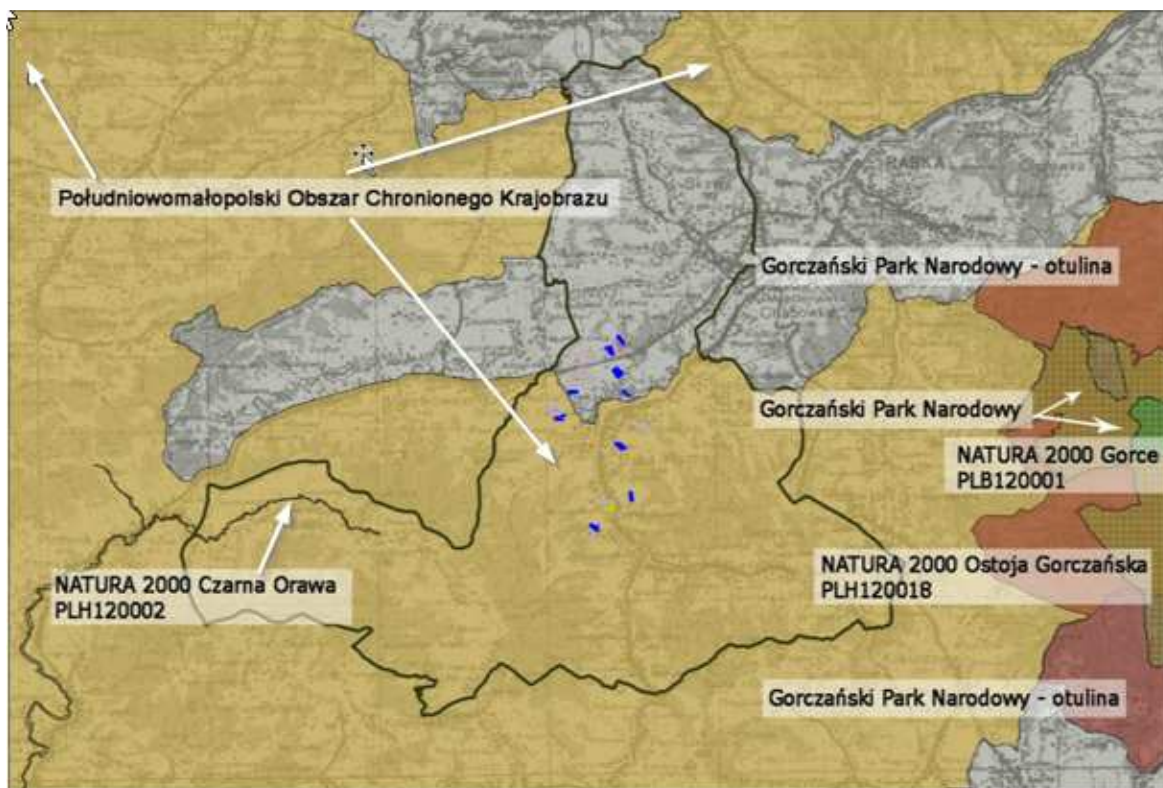 RABKA
Południowomałopolski Obszar Chronionego Krajobrazu
Gorczański Park Narodowy - otulina
Gorczański Park Narodowy
NATURA 2000 Gorce
PLB120001
NATURA 2000 Ostoja Gorczańska
PLH120018
NATURA 2000 Czarna Orawa
PLH120002
Gorczański Park Narodowy - otulina